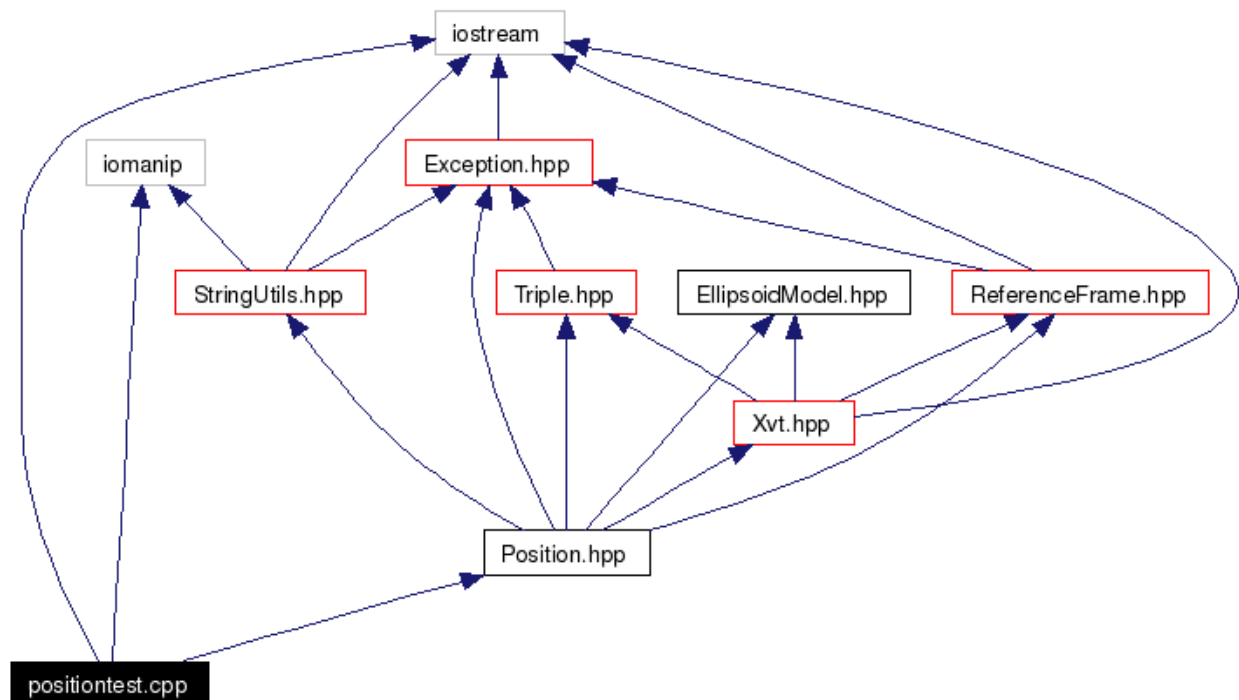 iostream
iomanip
Exception.hpp
StringUtils.hpp
Triple.hpp
EllipsoidModel.hpp
ReferenceFrame.hpp
Xvt.hpp
Position.hpp
positiontest.cpp